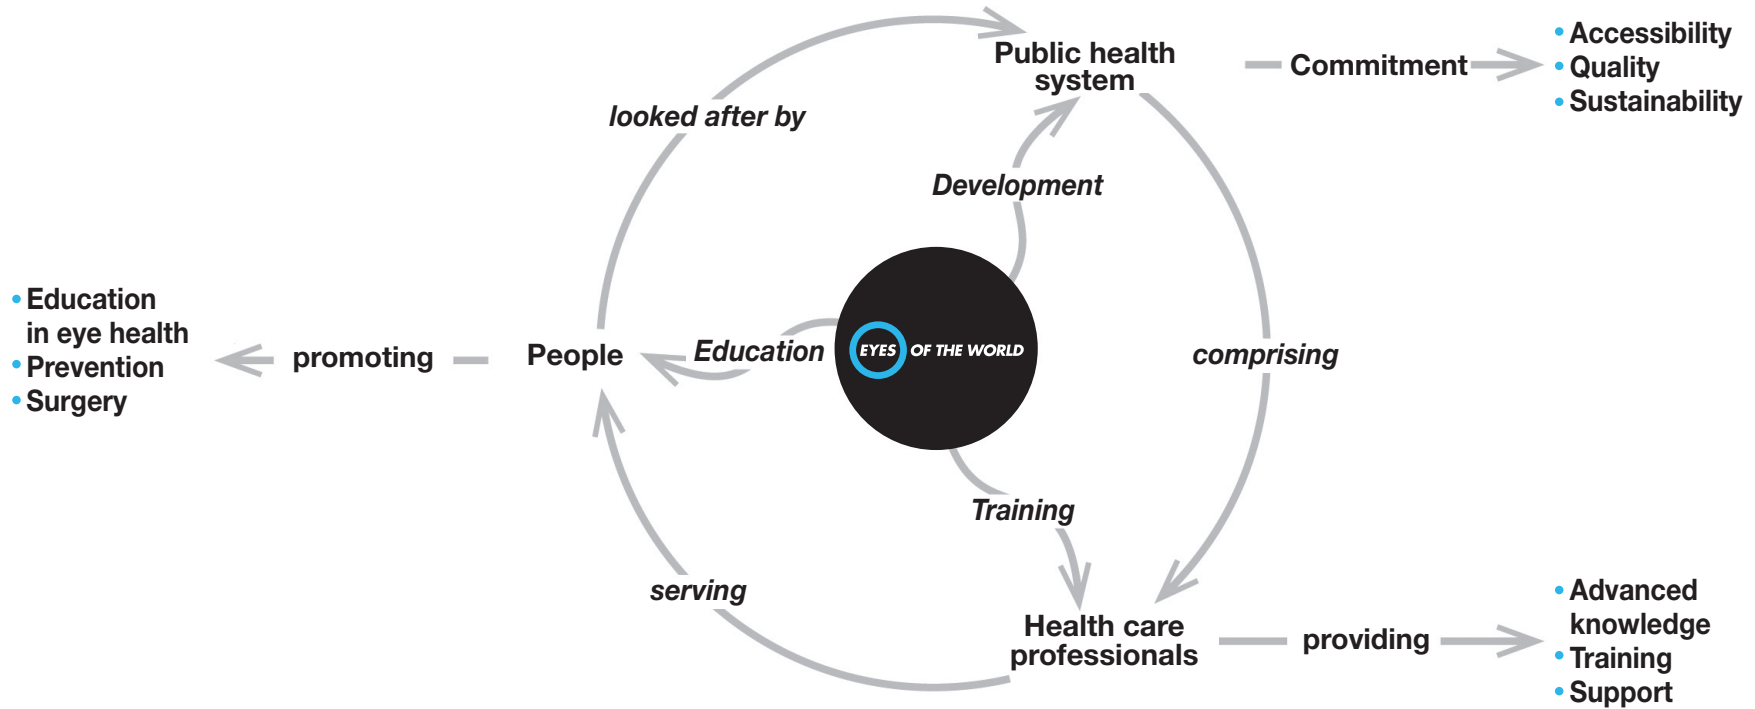 Public health
system
Commitment
• Accessibility
• Quality
• Sustainability
looked after by
Development
• Education
in eye health
• Prevention
• Surgery
promoting
People
Education
EYES OF THE WORLD
comprising
Training
serving
Health care
professionals
providing
• Advanced
knowledge
• Training
• Support